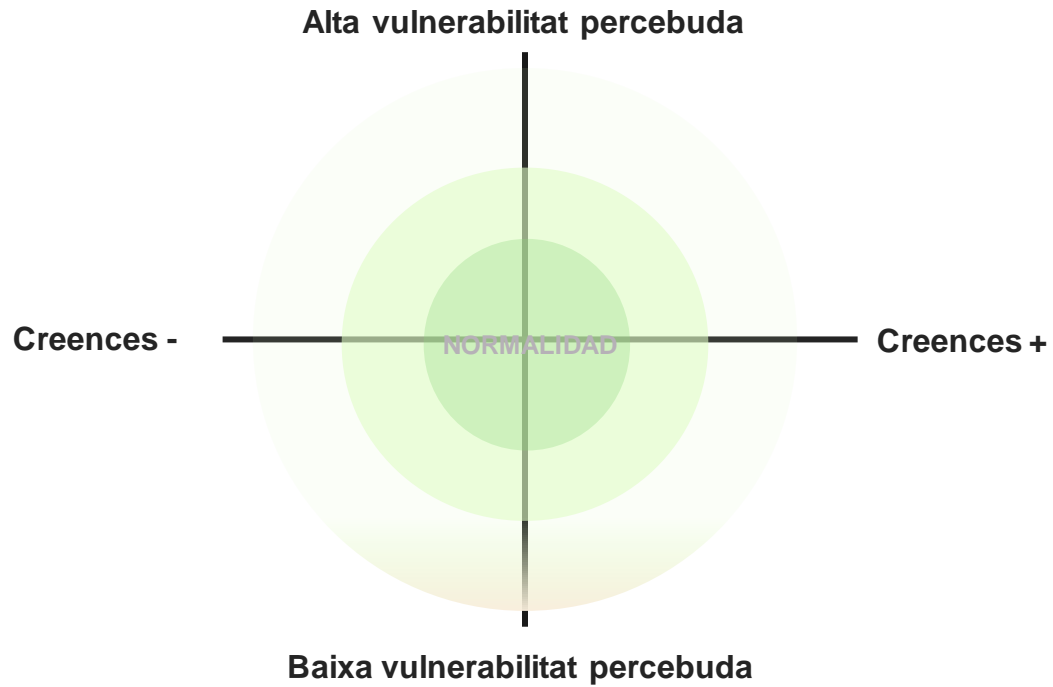 Alta vulnerabilitat percebuda
Creences -
NORMALIDAD
Creences +
Baixa vulnerabilitat percebuda